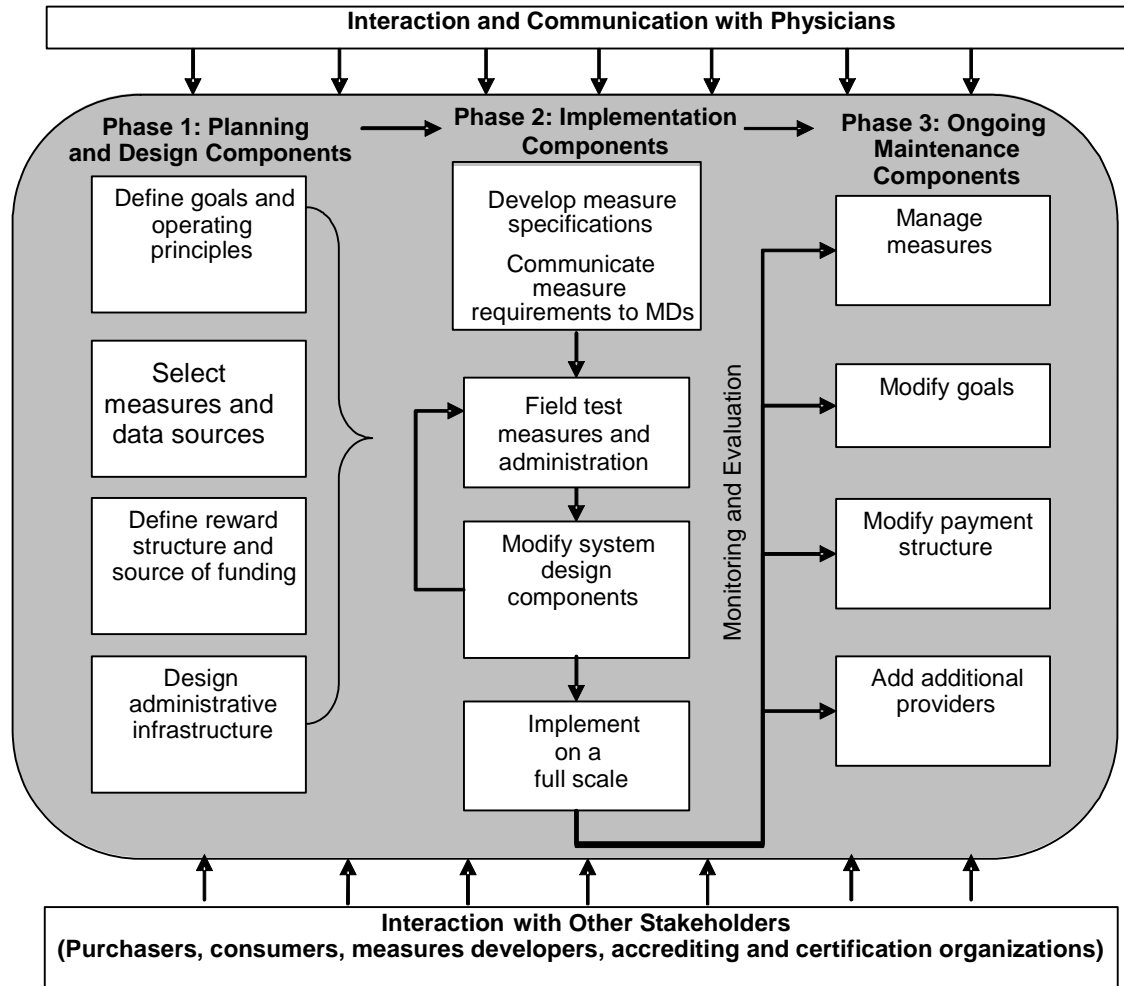 Interaction and Communication with Physicians
Phase 1: Planning
and Design Components
Define goals and
operating
principles
Select
measures and
data sources
Define reward
structure and
source of funding
Design
administrative
infrastructure
Phase 2: Implementation
Components
Develop measure
specifications
Communicate
measure
requirements to MDs
Field test
measures and
administration
Modify system
design
components
Implement
on a
full scale
Monitoring and Evaluation
Phase 3: Ongoing
Maintenance
Components
Manage
measures
Modify goals
Modify payment
structure
Add additional
providers
Interaction with Other Stakeholders
(Purchasers, consumers, measures developers, accrediting and certification organizations)